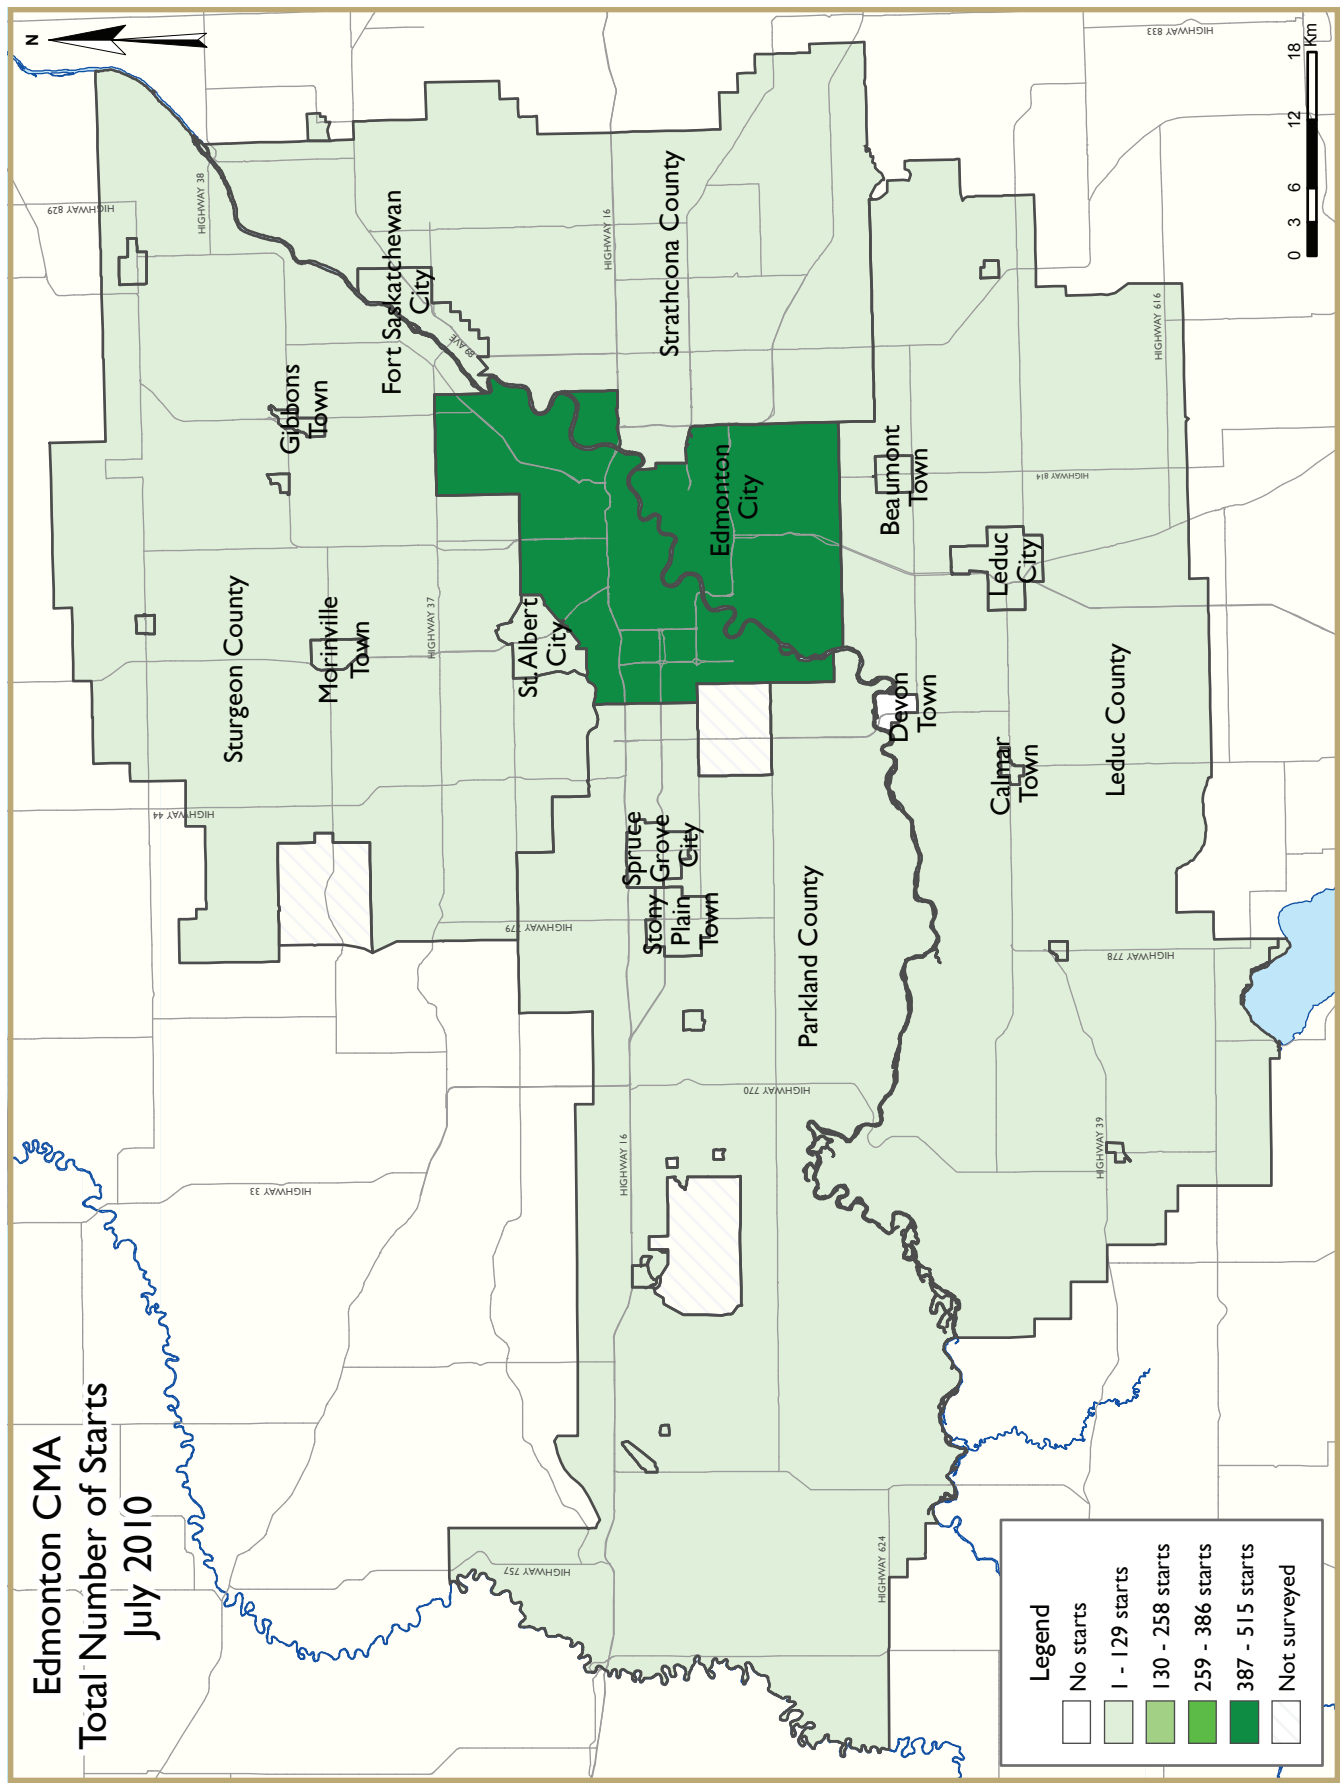 Edmonton CMA
Total Number of Starts
July 2010
N
HIGHWAY 829
HIGHWAY 38
HIGHWAY 833
HIGHWAY 16
HIGHWAY 616
HIGHWAY 814
HIGHWAY 37
HIGHWAY 44
HIGHWAY 779
HIGHWAY 778
HIGHWAY 770
HIGHWAY 39
HIGHWAY 16
HIGHWAY 33
HIGHWAY 757
HIGHWAY 624
89 AVE
Fort Saskatchewan
City
Strathcona County
Gibbons
Town
Sturgeon County
Morinville
Town
St. Albert
City
Edmonton
City
Beaumont
Town
Leduc
City
Devon
Town
Calmar
Town
Leduc County
Spruce
Grove
City
Stony
Plain
Town
Parkland County
0 3 6 12 18
Km
Legend
No starts
1 - 129 starts
130 - 258 starts
259 - 386 starts
387 - 515 starts
Not surveyed